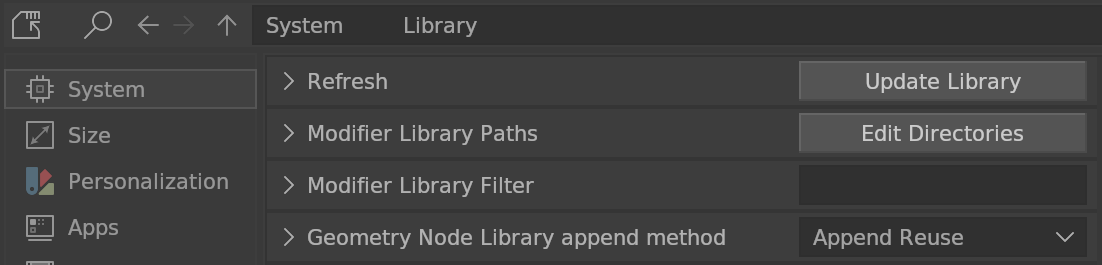 System Library
System
Size
Personalization
Apps
Refresh Update Library
Modifier Library Paths Edit Directories
Modifier Library Filter
Geometry Node Library append method Append Reuse